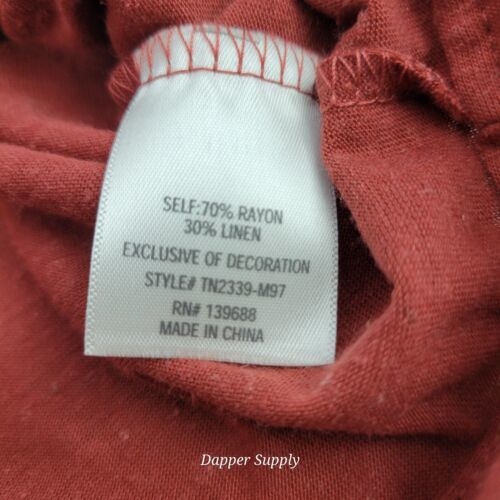 SELF:70% RAYON
30% LINEN
EXCLUSIVE OF DECORATION
STYLE# TN2339-M97
RN# 139688
MADE IN CHINA
Dapper Supply